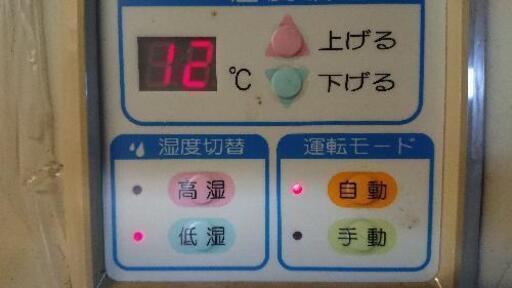 12 ℃
上げる
下げる
湿度切替
高湿
低湿
運転モード
自動
手動